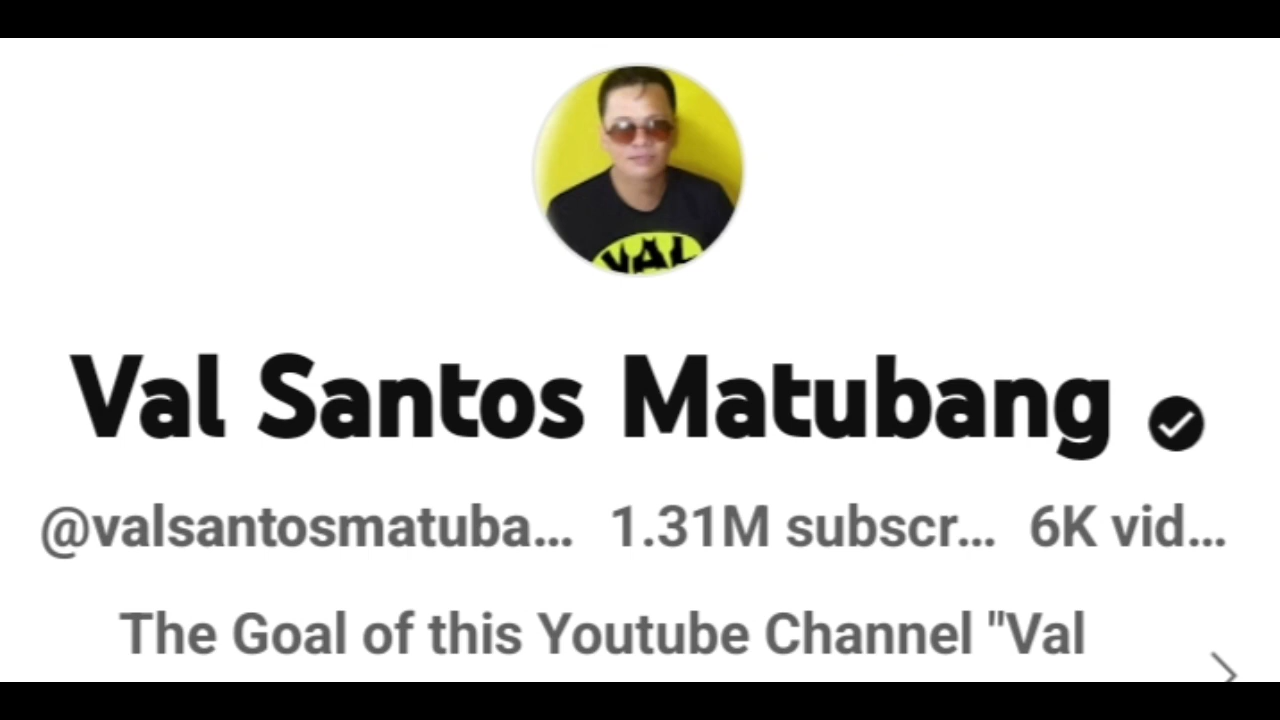 VAL
Val Santos Matubang
@valsantosmatuba... 1.31M subscr... 6K vid...
The Goal of this Youtube Channel "Val